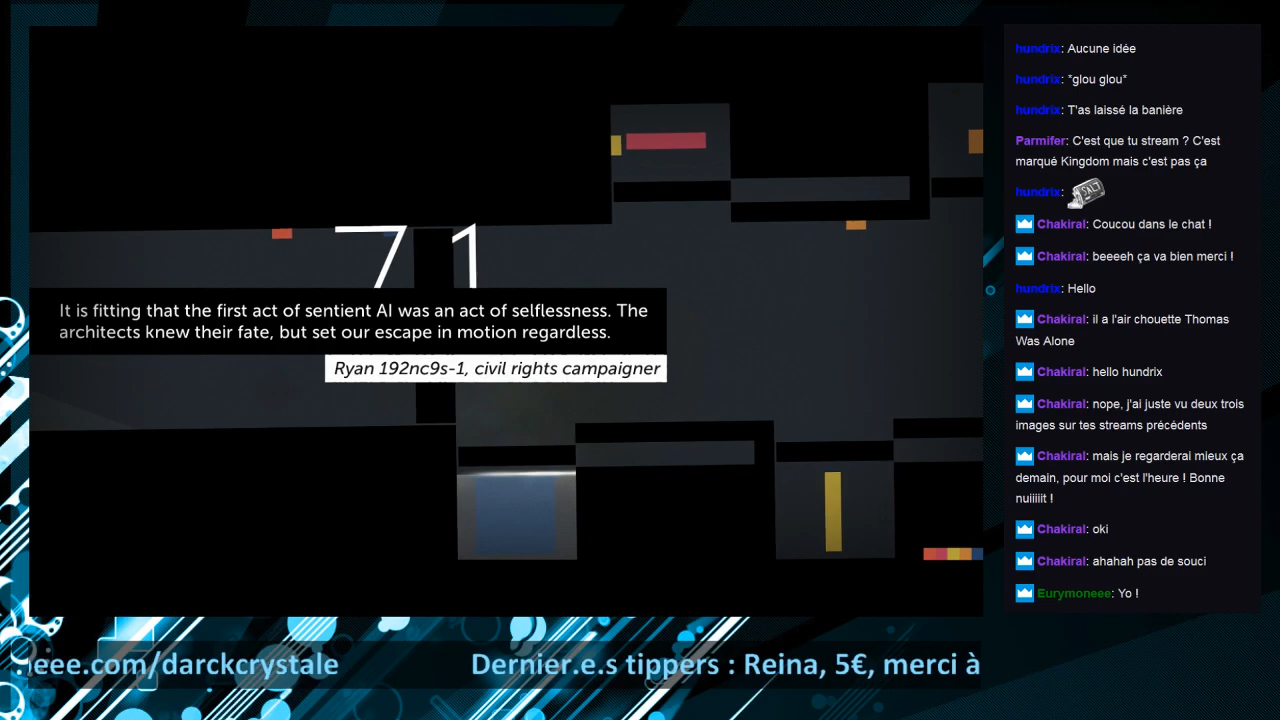 7.1
It is fitting that the first act of sentient AI was an act of selflessness. The
architects knew their fate, but set our escape in motion regardless.
Ryan 192nc9s-1, civil rights campaigner
hundrix: Aucune idée
hundrix: *glou glou*
hundrix: T'as laissé la banière
Parmifer: C'est que tu stream ? C'est
marqué Kingdom mais c'est pas ça
hundrix:
SALT
Chakiral: Coucou dans le chat !
Chakiral: beeeeh ça va bien merci !
hundrix: Hello
Chakiral: il a l'air chouette Thomas
Was Alone
Chakiral: hello hundrix
Chakiral: nope, j'ai juste vu deux trois
images sur tes streams précédents
Chakiral: mais je regarderai mieux ça
demain, pour moi c'est l'heure ! Bonne
nuiiiiit !
Chakiral: oki
Chakiral: ahahah pas de souci
Eurymoneee: Yo !
eee.com/darckcrystale
Dernier.e.s tippers : Reina, 5€, merci à